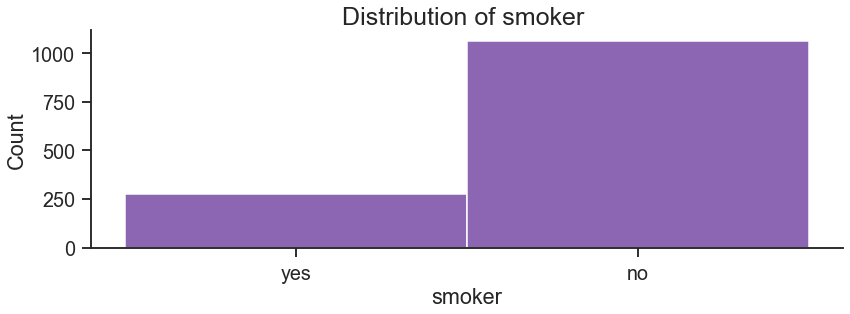 Distribution of smoker
Count
1000
750
500
250
0
yes no
smoker